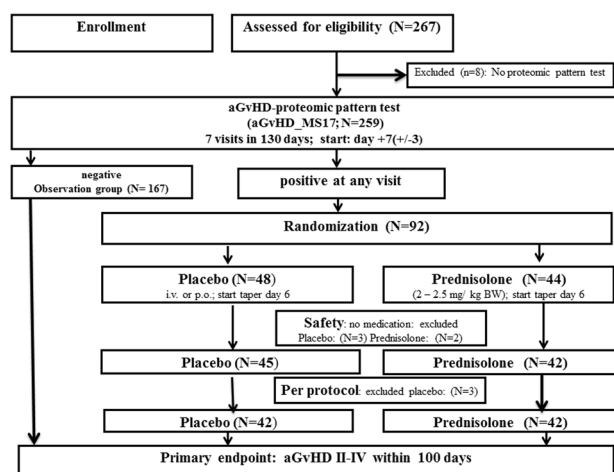 Enrollment
Assessed for eligibility (N=267)
Excluded (n=8): No proteomic pattern test
aGvHD-proteomic pattern test
(aGvHD_MS17; N=259)
7 visits in 130 days; start: day +7(+/-3)
negative
Observation group (N= 167)
positive at any visit
Randomization (N=92)
Placebo (N=48)
i.v. or p.o.; start taper day 6
Prednisolone (N=44)
(2 – 2.5 mg/ kg BW); start taper day 6
Safety: no medication: excluded
Placebo: (N=3) Prednisolone: (N=2)
Placebo (N=45)
Prednisolone (N=42)
Per protocol: excluded placebo: (N=3)
Placebo (N=42)
Prednisolone (N=42)
Primary endpoint: aGvHD II-IV within 100 days